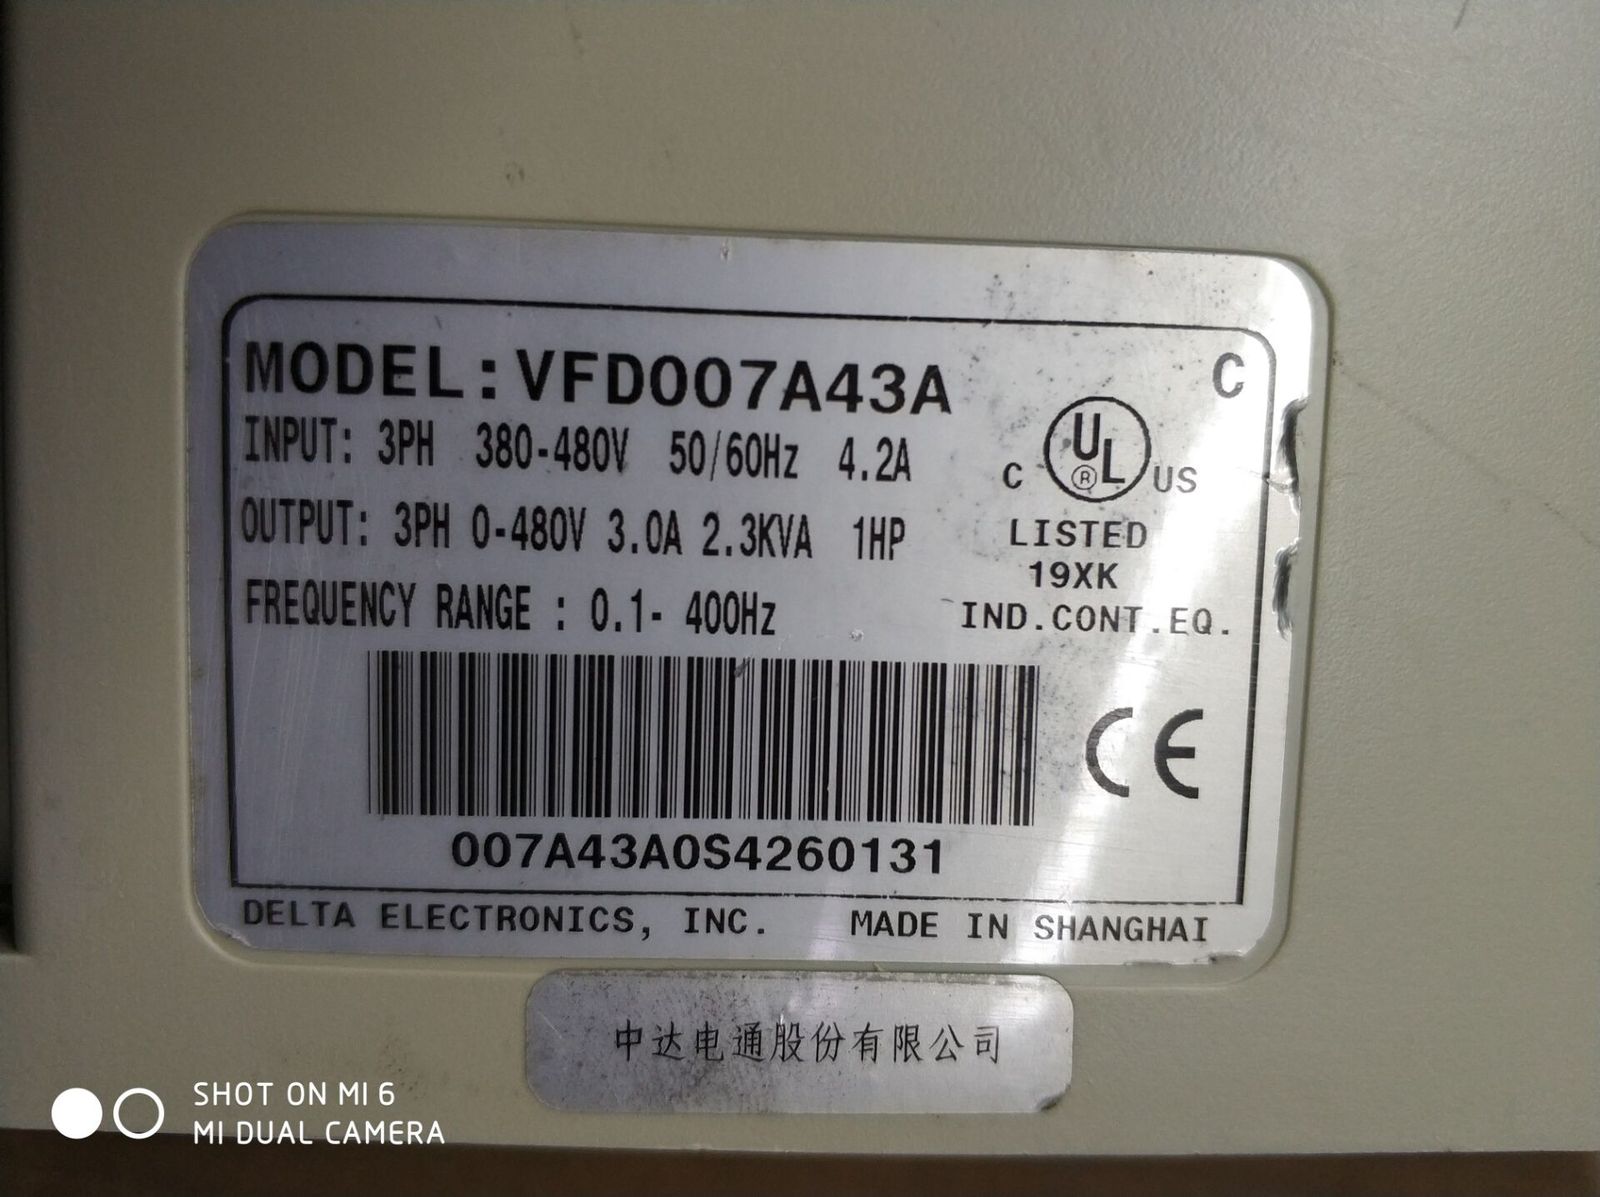 MODEL: VFD007A43A
C
INPUT: 3PH 380-480V 50/60Hz 4.2A
C UL ® US
OUTPUT: 3PH 0-480V 3.0A 2.3KVA 1HP
LISTED
19XK
IND.CONT.EQ.
FREQUENCY RANGE : 0.1- 400Hz
CE
007A43A0S4260131
DELTA ELECTRONICS, INC. MADE IN SHANGHAI
中达电通股份有限公司
SHOT ON MI 6
MI DUAL CAMERA